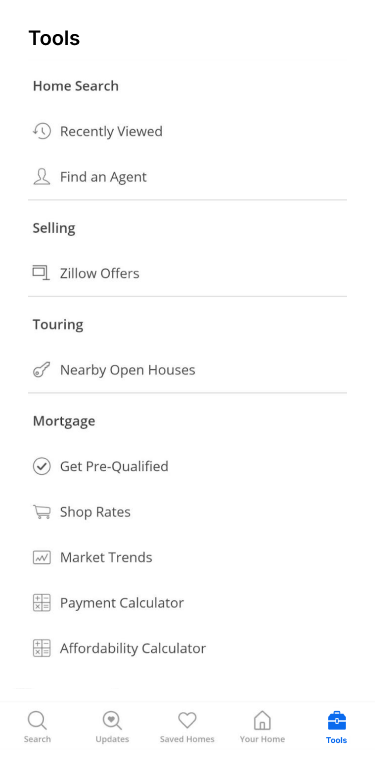 Tools
Home Search
Recently Viewed
Find an Agent
Selling
Zillow Offers
Touring
Nearby Open Houses
Mortgage
Get Pre-Qualified
Shop Rates
Market Trends
Payment Calculator
Affordability Calculator
Search Updates Saved Homes Your Home Tools